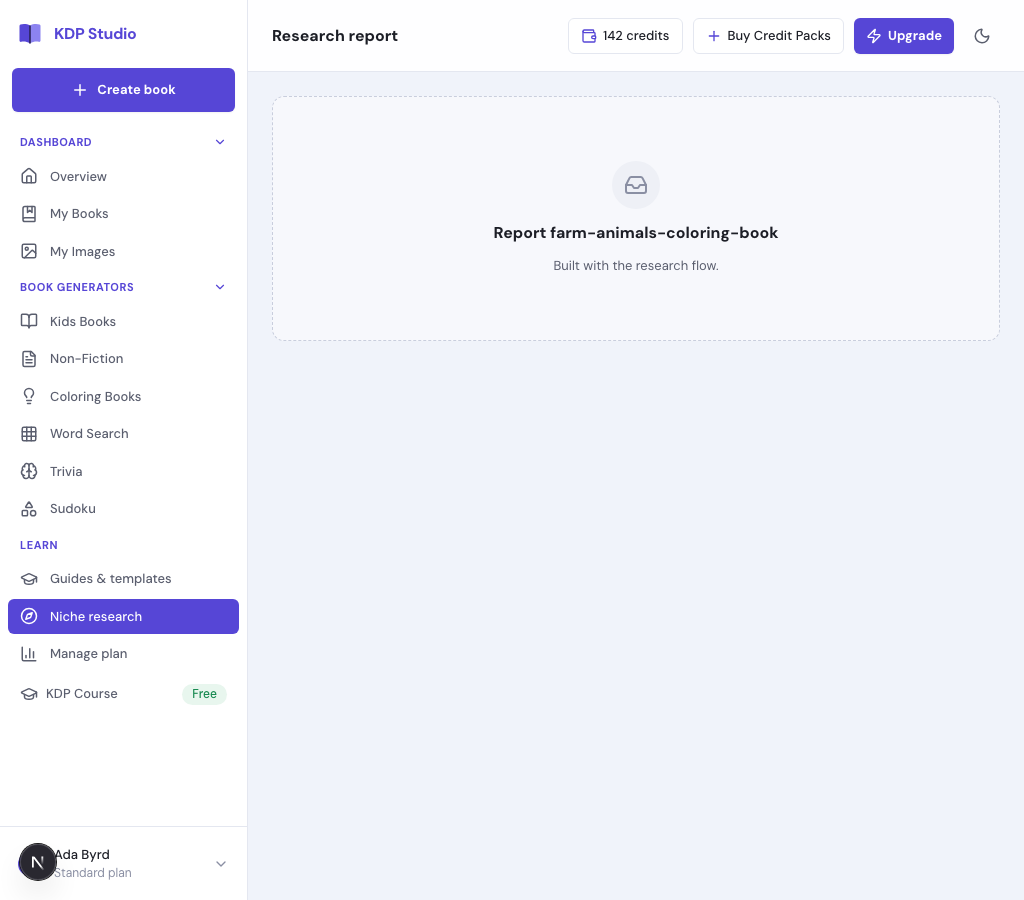 KDP Studio
Create book
DASHBOARD
Overview
My Books
My Images
BOOK GENERATORS
Kids Books
Non-Fiction
Coloring Books
Word Search
Trivia
Sudoku
LEARN
Guides & templates
Niche research
Manage plan
KDP Course Free
N
Ada Byrd
Standard plan
Research report
142 credits
Buy Credit Packs
Upgrade
Report farm-animals-coloring-book
Built with the research flow.